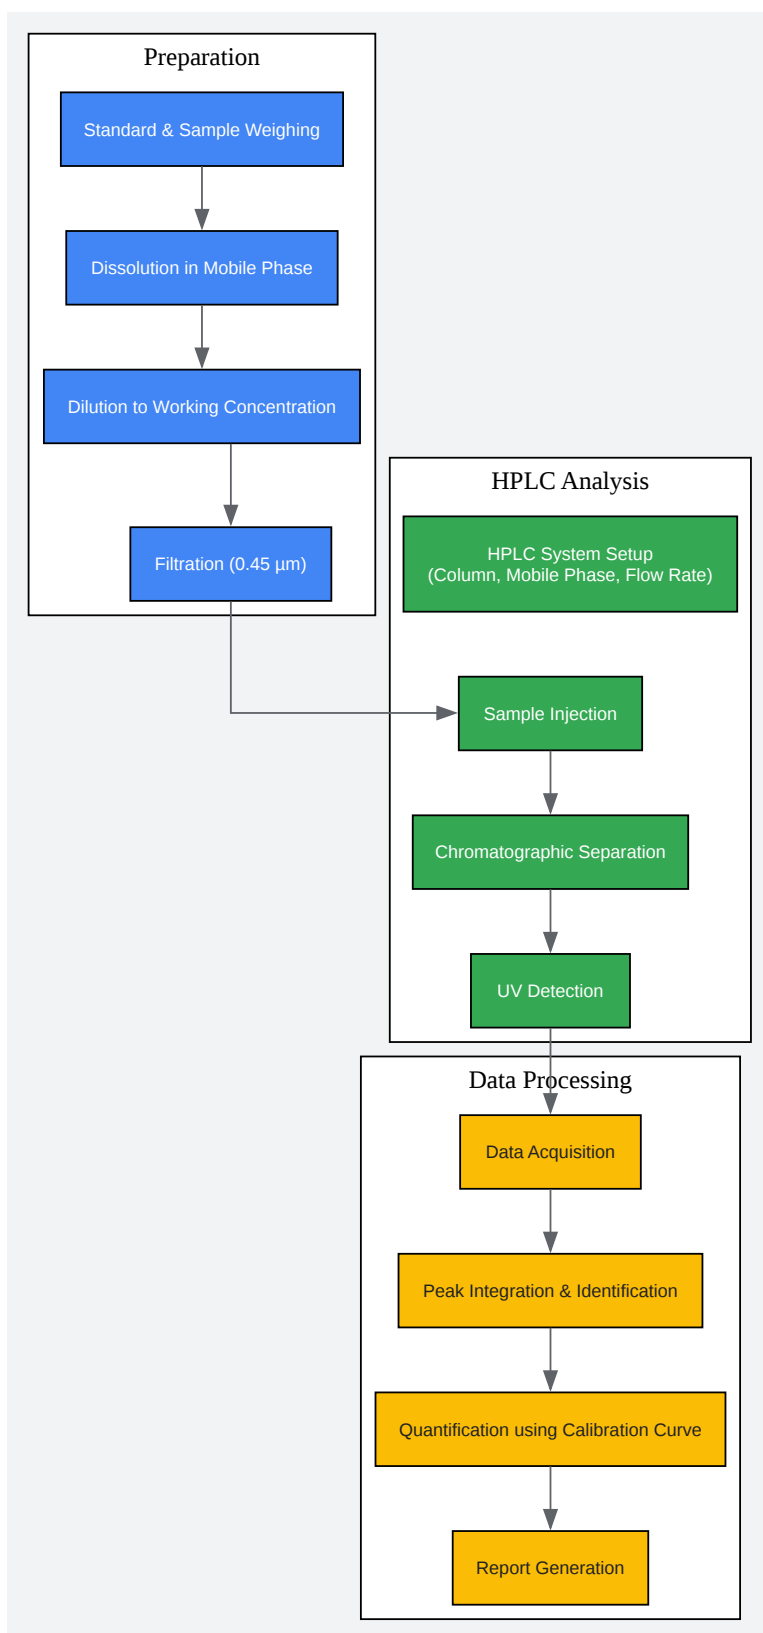 Preparation
Standard & Sample Weighing
Dissolution in Mobile Phase
Dilution to Working Concentration
Filtration (0.45 µm)
HPLC Analysis
HPLC System Setup
(Column, Mobile Phase, Flow Rate)
Sample Injection
Chromatographic Separation
UV Detection
Data Processing
Data Acquisition
Peak Integration & Identification
Quantification using Calibration Curve
Report Generation